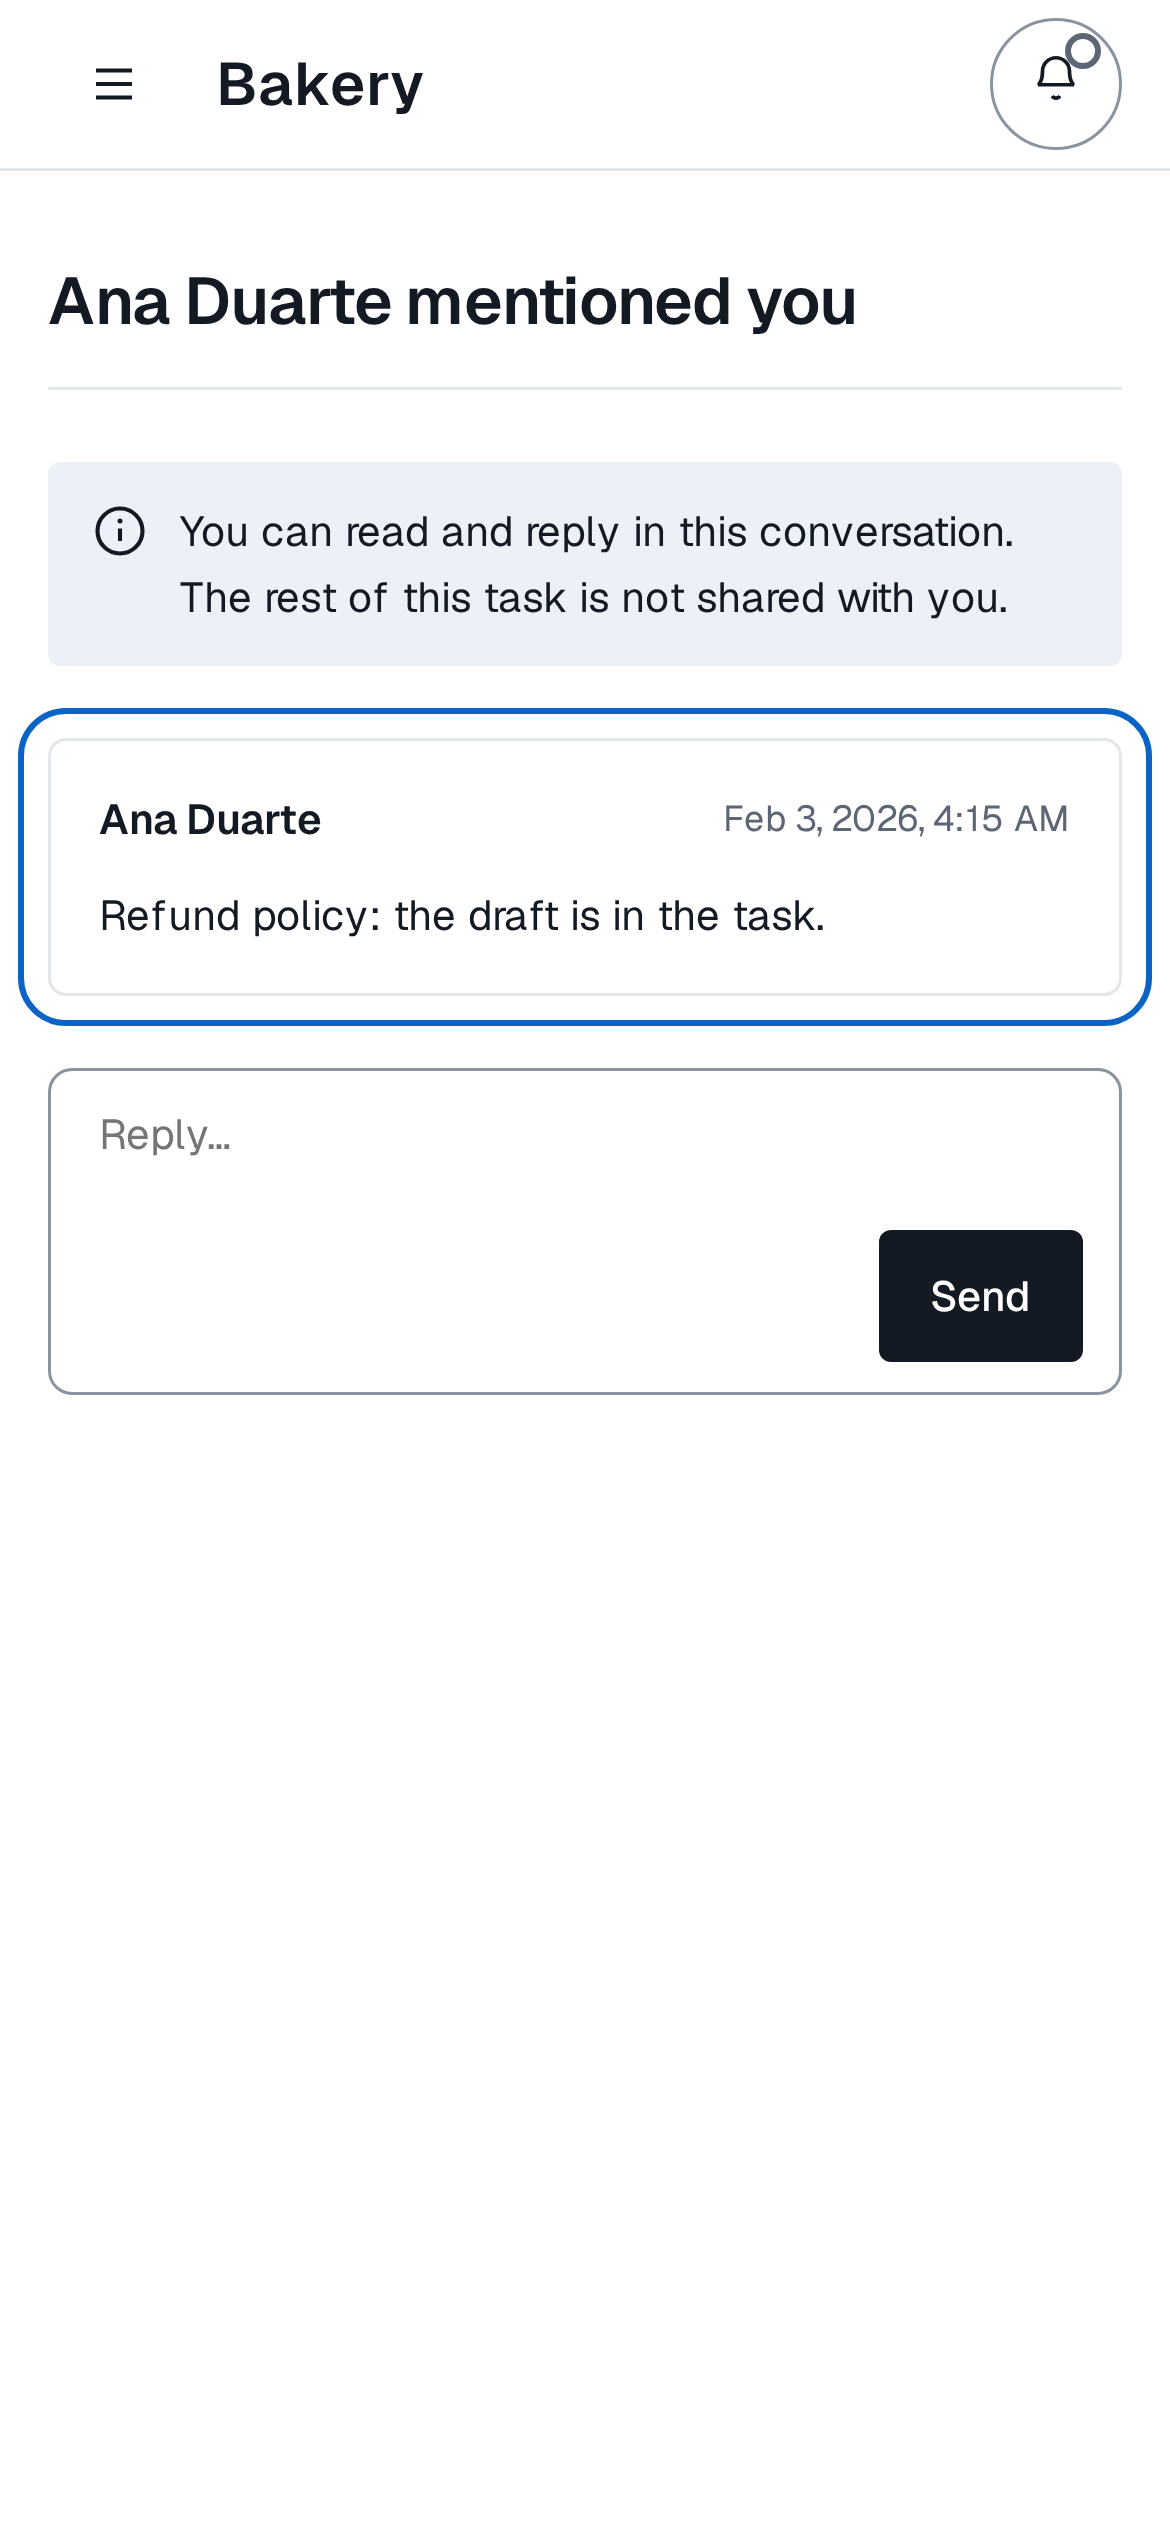 Bakery
Ana Duarte mentioned you
You can read and reply in this conversation.
The rest of this task is not shared with you.
Ana Duarte
Feb 3, 2026, 4:15 AM
Refund policy: the draft is in the task.
Reply...
Send